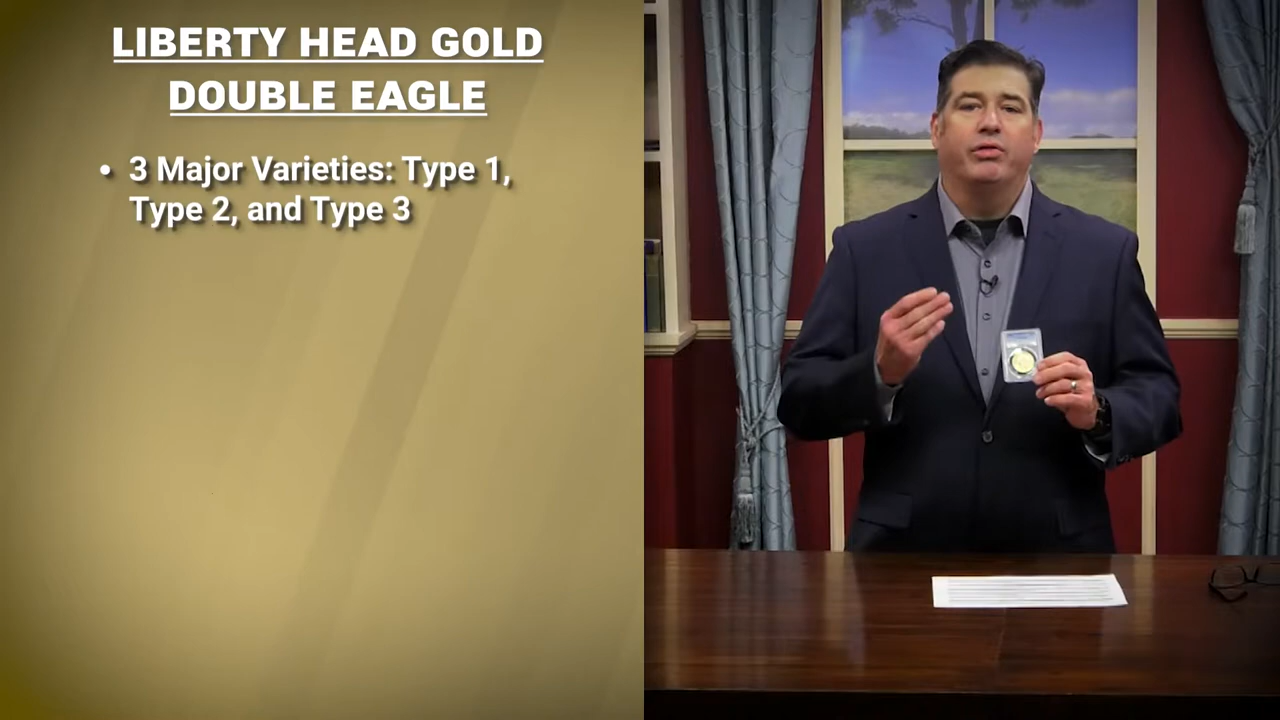 LIBERTY HEAD GOLD
DOUBLE EAGLE
• 3 Major Varieties: Type 1,
Type 2, and Type 3